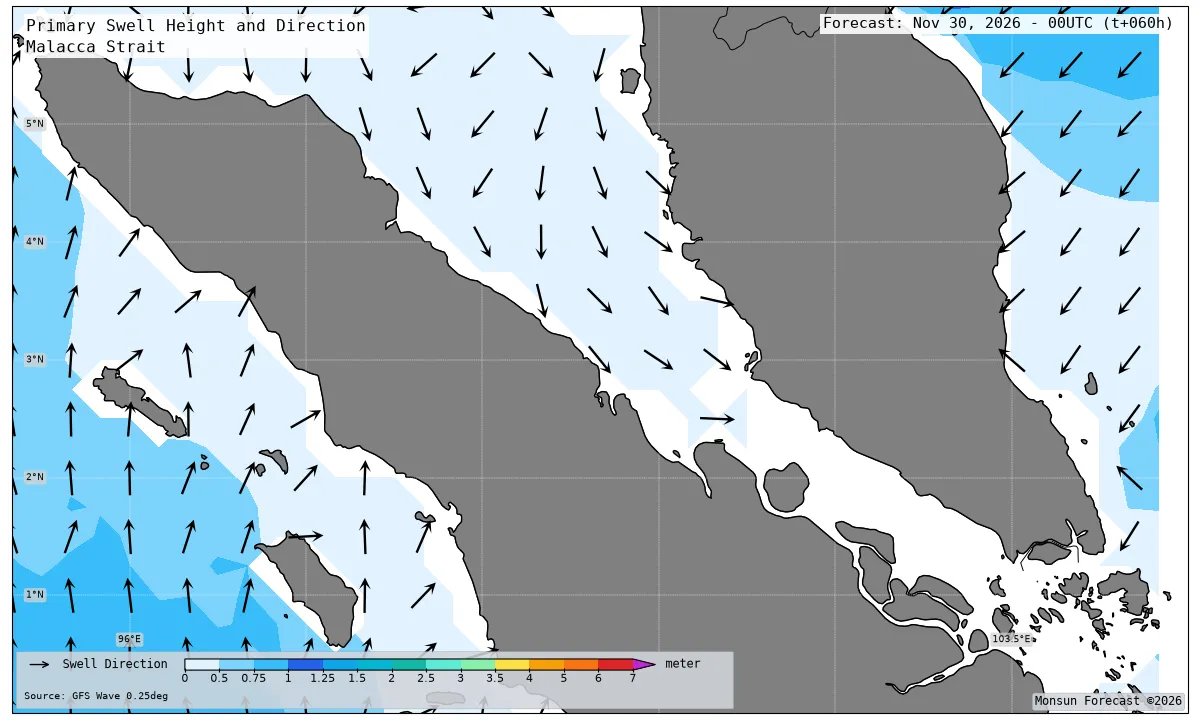 Primary Swell Height and Direction
Malacca Strait
Forecast: Nov 30, 2026 - 00UTC (t+060h)
5°N
4°N
3°N
2°N
1°N
96°E
103.5°E
Swell Direction
meter
0 0.5 0.75 1 1.25 1.5 2 2.5 3 3.5 4 5 6 7
Source: GFS Wave 0.25deg
Monsun Forecast ©2026